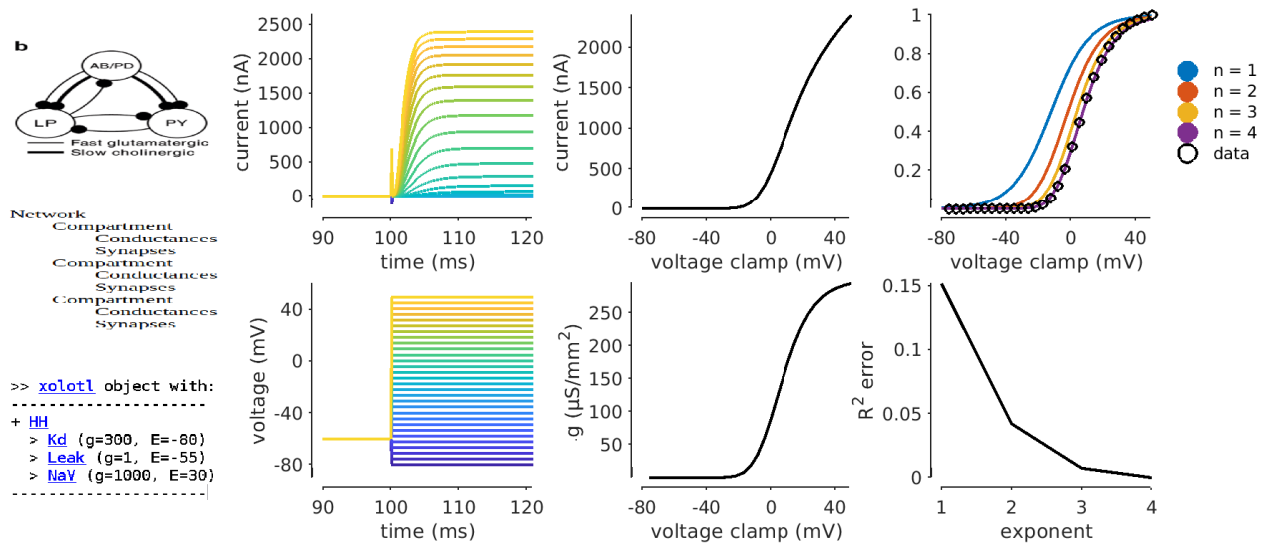 b
AB/PD
LP
PY
Fast glutamatergic
Slow cholinergic
Network
Compartment
Conductances
Synapses
Compartment
Conductances
Synapses
Compartment
Conductances
Synapses
>> xolotl object with:
---------------------
+ HH
> Kd (g=300, E=-80)
> Leak (g=1, E=-55)
> NaV (g=1000, E=30)
---------------------
current (nA)
2500
2000
1500
1000
500
0
90
100
110
120
time (ms)
voltage (mV)
40
0
-40
-80
90
100
110
120
time (ms)
current (nA)
2000
1500
1000
500
0
-80
-40
0
40
voltage clamp (mV)
g (µS/mm²)
250
200
150
100
50
-80
-40
0
40
voltage clamp (mV)
1
0.8
0.6
0.4
0.2
-80
-40
0
40
voltage clamp (mV)
n = 1
n = 2
n = 3
n = 4
data
R² error
0.15
0.1
0.05
0
1
2
3
4
exponent